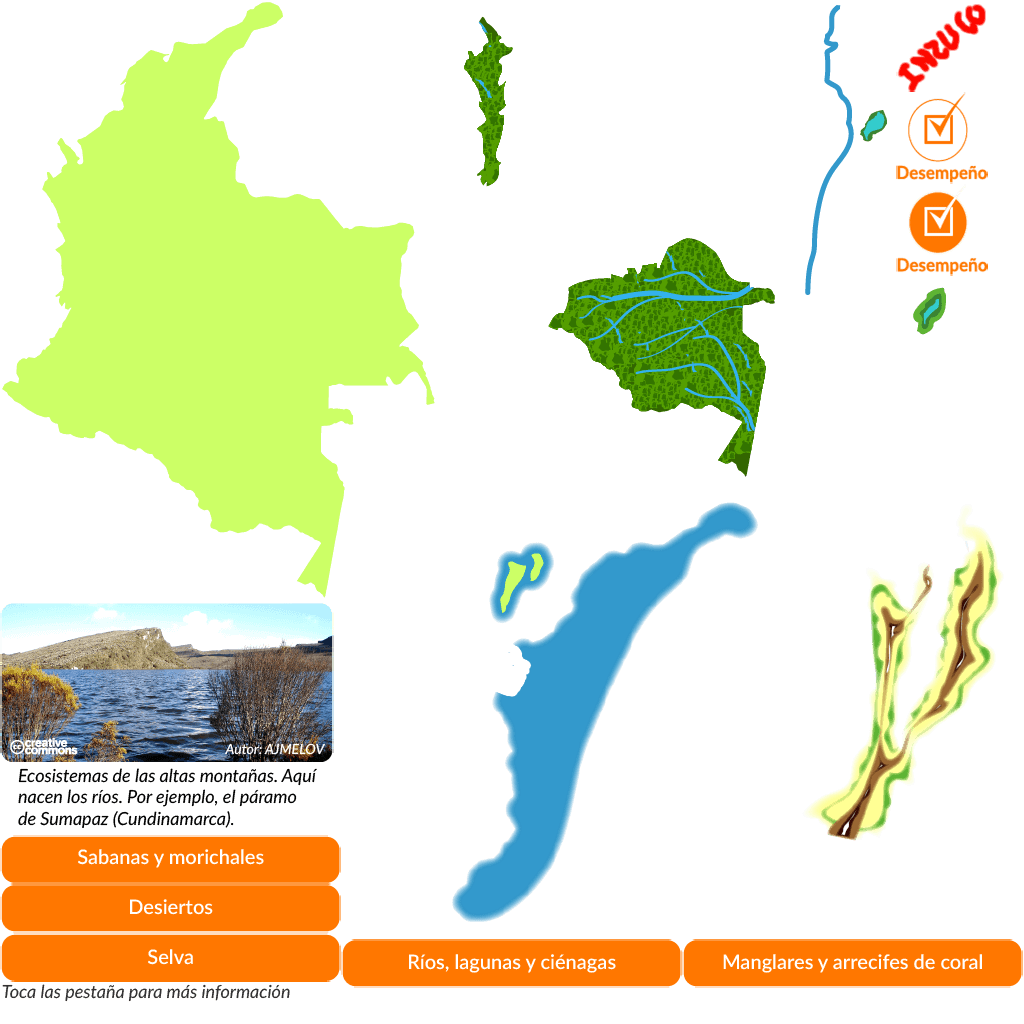 INZUCO
Desempeño
Desempeño
creative
commons
Autor: AJMELOV
Ecosistemas de las altas montañas. Aquí
nacen los ríos. Por ejemplo, el páramo
de Sumapaz (Cundinamarca).
Sabanas y morichales
Desiertos
Selva
Ríos, lagunas y ciénagas
Manglares y arrecifes de coral
Toca las pestaña para más información